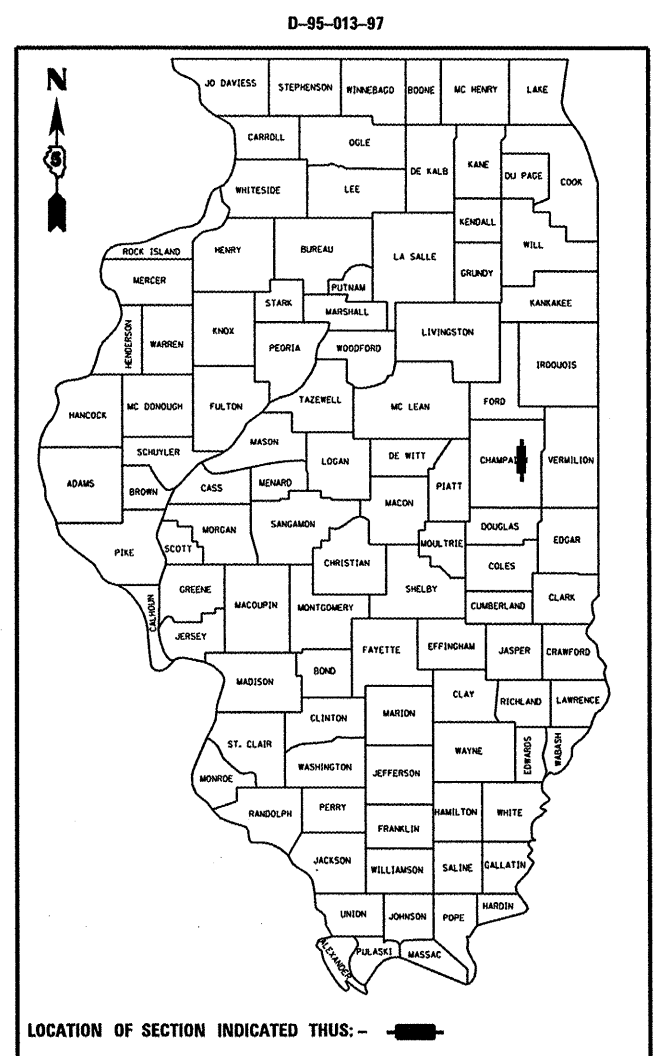 D-95-013-97
N
S
JO DAVIESS STEPHENSON WINNEBAGO BOONE MC HENRY LAKE
CARROLL OGLE
DE KALB KANE DU PAGE COOK
WHITESIDE LEE
KENDALL
ROCK ISLAND HENRY BUREAU LA SALLE GRUNDY WILL
MERCER PUTNAM
STARK MARSHALL KANKAKEE
HENDERSON WARREN KNOX PEORIA WOODFORD LIVINGSTON
IROQUOIS
HANCOCK MC DONOUGH FULTON TAZEWELL MC LEAN FORD
MASON
SCHUYLER LOGAN DE WITT CHAMPAI VERMILION
ADAMS BROWN CASS MENARD MACON PIATT
MORGAN SANGAMON DOUGLAS
PIKE SCOTT CHRISTIAN MOULTRIE EDGAR
COLES
CALHOUN GREENE MACOUPIN MONTGOMERY SHELBY CUMBERLAND CLARK
JERSEY
FAYETTE EFFINGHAM JASPER CRAWFORD
MADISON BOND
CLAY RICHLAND LAWRENCE
CLINTON MARION
ST. CLAIR WAYNE EDWARDS WABASH
WASHINGTON JEFFERSON
MONROE
RANDOLPH PERRY HAMILTON WHITE
FRANKLIN
JACKSON WILLIAMSON SALINE GALLATIN
HARDIN
UNION JOHNSON POPE
ALEXANDER PULASKI MASSAC
LOCATION OF SECTION INDICATED THUS: -